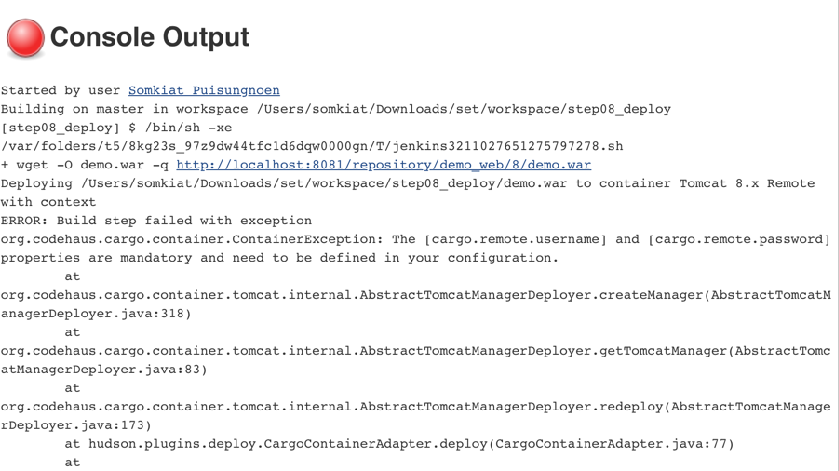 Console Output
Started by user Somkiat Puisungnoen
Building on master in workspace /Users/somkiat/Downloads/set/workspace/step08_deploy
[step08_deploy] $ /bin/sh -xe
/var/folders/t5/8kg23s_97z9dw44tfc1d6dqw0000gn/T/jenkins3211027651275797278.sh
+ wget -O demo.war -q http://localhost:8081/repository/demo_web/8/demo.war
Deploying /Users/somkiat/Downloads/set/workspace/step08_deploy/demo.war to container Tomcat 8.x Remote
with context
ERROR: Build step failed with exception
org.codehaus.cargo.container.ContainerException: The [cargo.remote.username] and [cargo.remote.password]
properties are mandatory and need to be defined in your configuration.
at
org.codehaus.cargo.container.tomcat.internal.AbstractTomcatManagerDeployer.createManager(AbstractTomcatM
anagerDeployer.java:318)
at
org.codehaus.cargo.container.tomcat.internal.AbstractTomcatManagerDeployer.getTomcatManager(AbstractTomc
atManagerDeployer.java:83)
at
org.codehaus.cargo.container.tomcat.internal.AbstractTomcatManagerDeployer.redeploy(AbstractTomcatManage
rDeployer.java:173)
at hudson.plugins.deploy.CargoContainerAdapter.deploy(CargoContainerAdapter.java:77)
at